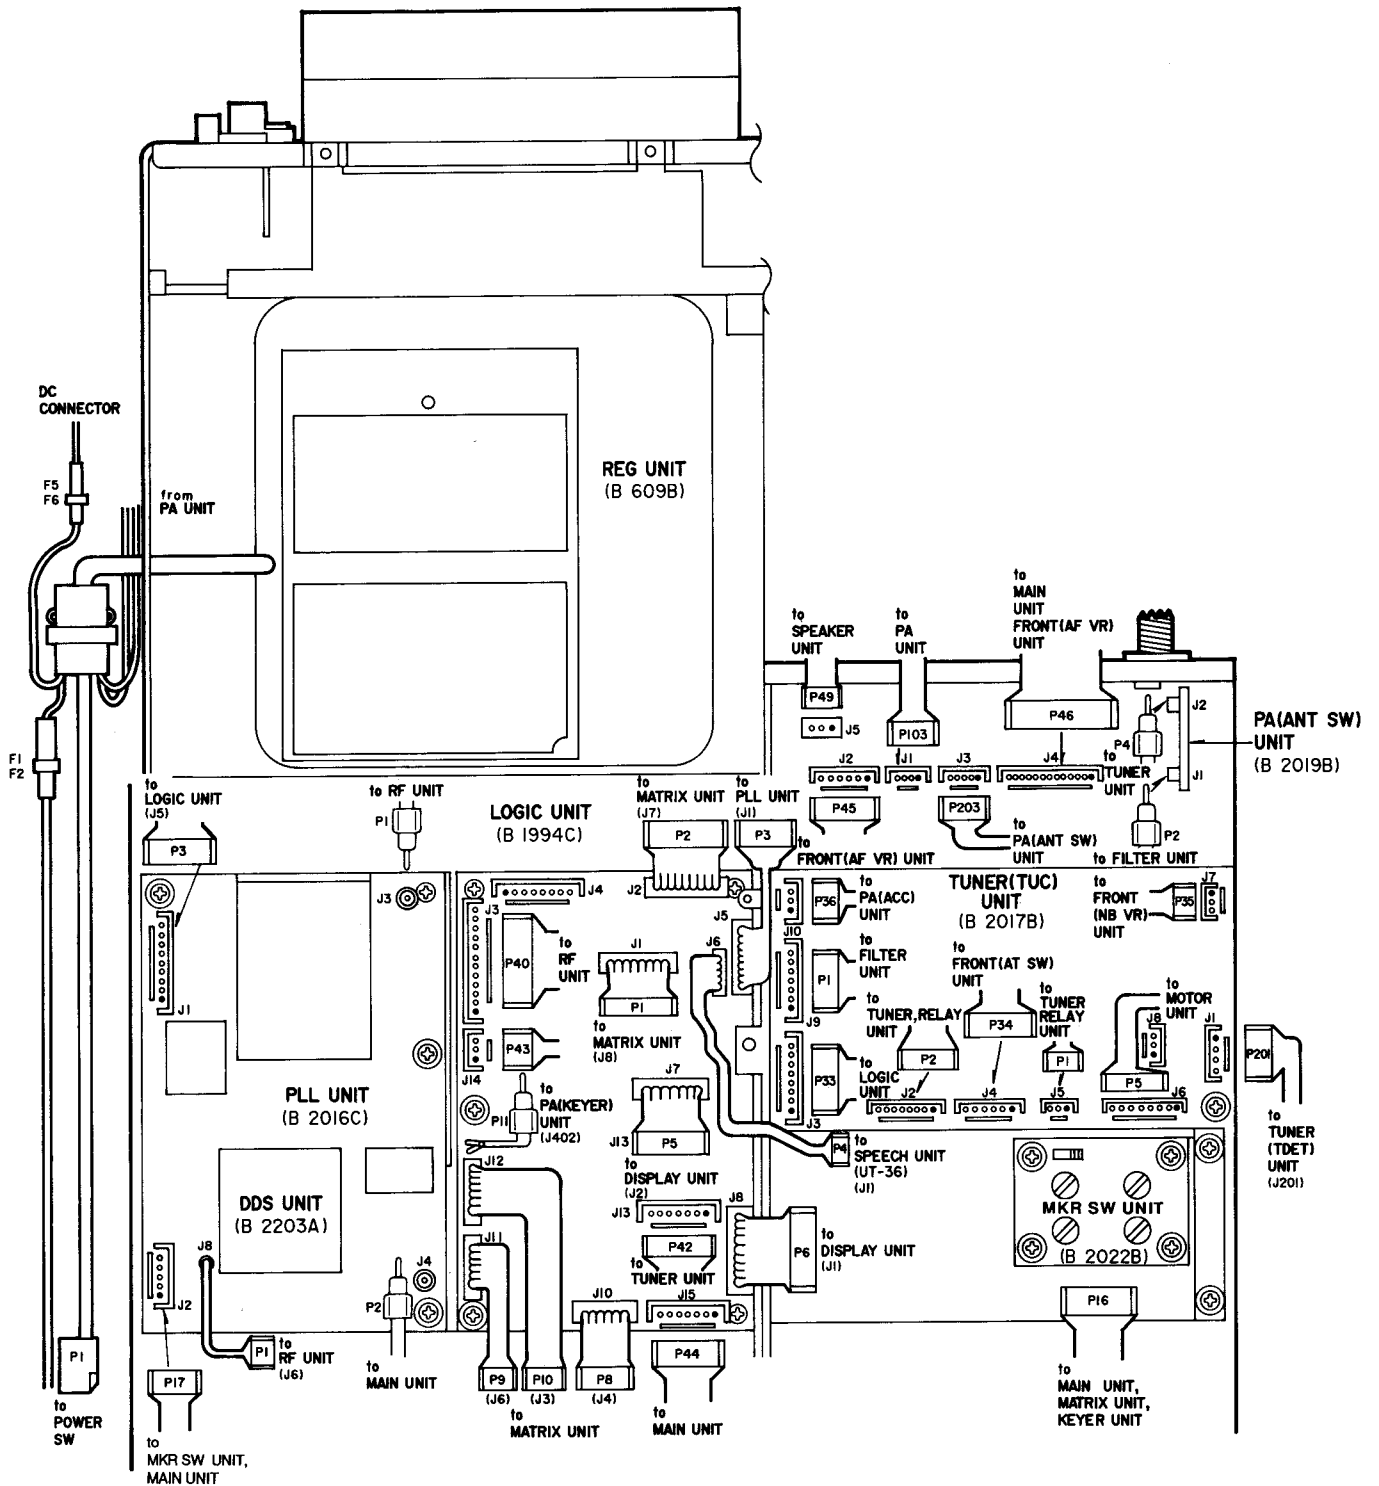 DC
CONNECTOR
F5
F6
from
PA UNIT
REG UNIT
(B 609B)
F1
F2
to
SPEAKER
UNIT
to
PA
UNIT
to
MAIN
UNIT
FRONT(AF VR)
UNIT
P49
J5
P103
P46
P4
J2
J1
PA(ANT SW)
UNIT
(B 2019B)
J2
J1
J3
J4
to
TUNER
UNIT
P45
P203
P2
to
FRONT(AF VR) UNIT
to
PA(ANT SW)
UNIT
to FILTER UNIT
to
LOGIC UNIT
(J5)
P3
to RF UNIT
P1
LOGIC UNIT
(B 1994C)
to
MATRIX UNIT
(J7)
P2
to
PLL UNIT
(J1)
P3
J3
J1
PLL UNIT
(B 2016C)
DDS UNIT
(B 2203A)
J8
J2
J4
P2
P1
to
RF UNIT
(J6)
to
MAIN UNIT
P17
to
MKR SW UNIT,
MAIN UNIT
P1
to
POWER
SW
J4
J2
J3
P40
to
RF
UNIT
J1
P1
to
MATRIX UNIT
(J8)
J5
J6
J14
P43
P11
to
PA(KEYER)
UNIT
(J402)
J7
J13
P5
to
DISPLAY UNIT
(J2)
J12
J13
P42
to
TUNER UNIT
J8
P6
to
DISPLAY UNIT
(J1)
J11
J10
J15
P9
(J6)
P10
(J3)
P8
(J4)
to
MATRIX UNIT
P44
to
MAIN UNIT
TUNER(TUC)
UNIT
(B 2017B)
P36
to
PA(ACC)
UNIT
J10
P1
to
FILTER
UNIT
J9
P33
to
LOGIC
UNIT
J3
to
TUNER,RELAY
UNIT
P2
J2
to
FRONT(AT SW)
UNIT
P34
J4
to
TUNER
RELAY
UNIT
P1
J5
to
FRONT
(NB VR)
UNIT
P35
J7
to
MOTOR
UNIT
J8
P5
J6
J1
P201
to
TUNER
(TDET)
UNIT
(J201)
P4
to
SPEECH UNIT
(UT-36)
(J1)
MKR SW UNIT
(B 2022B)
P16
to
MAIN UNIT,
MATRIX UNIT,
KEYER UNIT